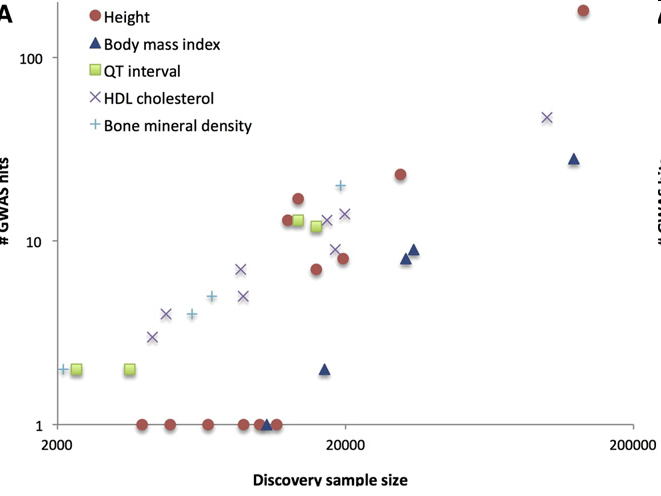 A
Height
Body mass index
QT interval
HDL cholesterol
Bone mineral density
100
10
1
# GWAS hits
2000
20000
200000
Discovery sample size